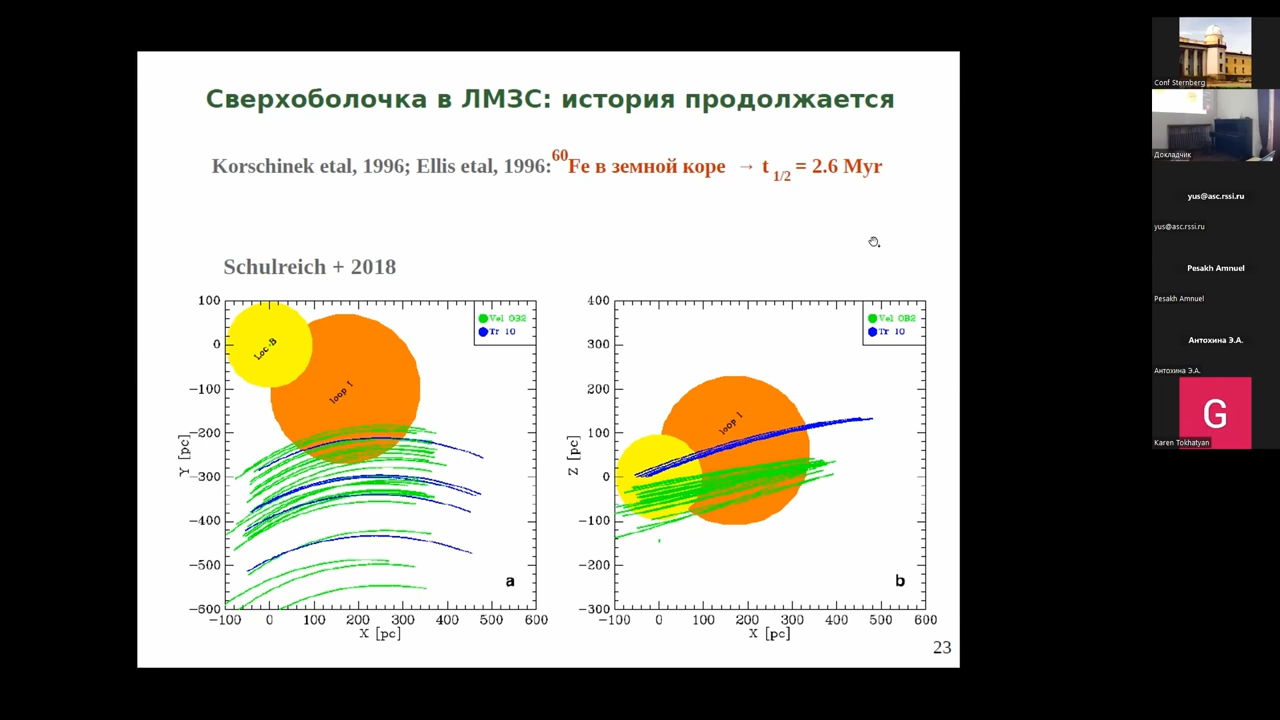 Сверхоболочка в ЛМЗС: история продолжается
Korschinek etal, 1996; Ellis etal, 1996: 60Fe в земной коре → t 1/2 = 2.6 Myr
Schulreich + 2018
100
0
−100
−200
−300
−400
−500
−600
Y [pc]
−100 0 100 200 300 400 500 600
X [pc]
Loc-B
loop I
Vel OB2
Tr 10
a
400
300
200
100
0
−100
−200
−300
Z [pc]
−100 0 100 200 300 400 500 600
X [pc]
loop I
Vel OB2
Tr 10
b
23
Conf Sternberg
Докладчик
yus@asc.rssi.ru
yus@asc.rssi.ru
Pesakh Amnuel
Pesakh Amnuel
Антохина Э.А.
Антохина Э.А.
G
Karen Tokhatyan